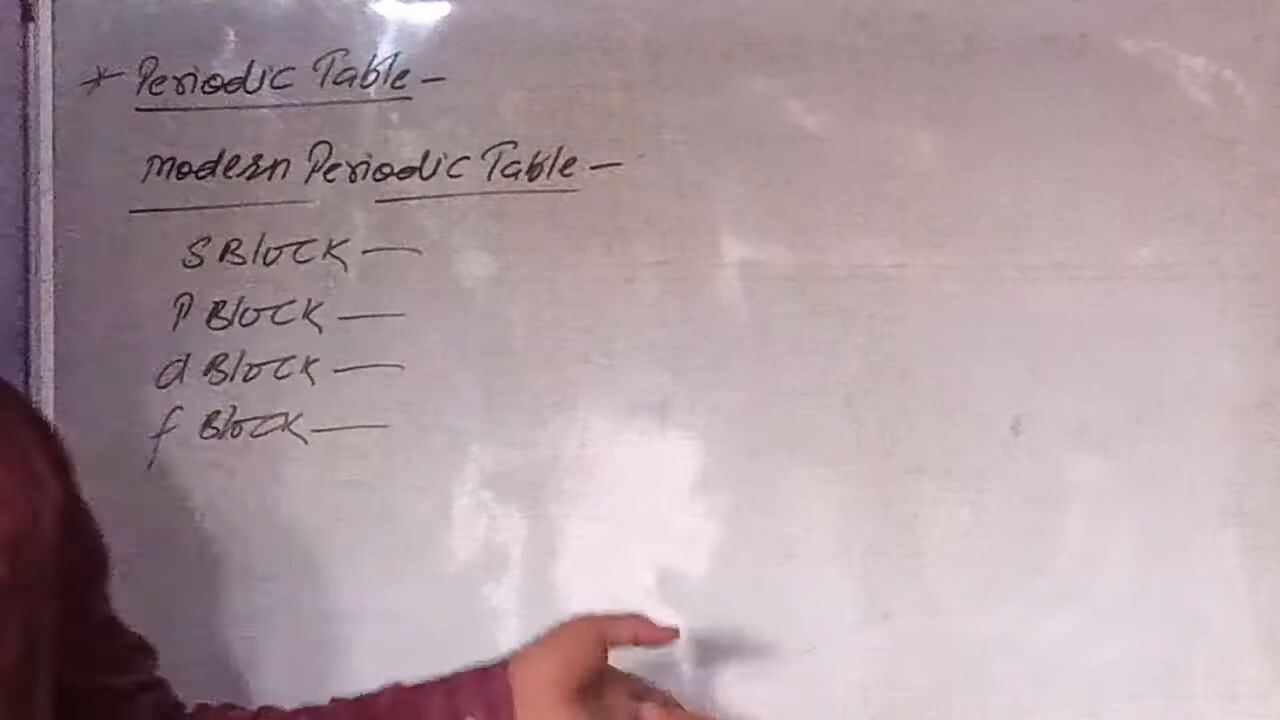 * Periodic Table -
Modern Periodic Table -
S Block —
P Block —
d Block —
f Block —